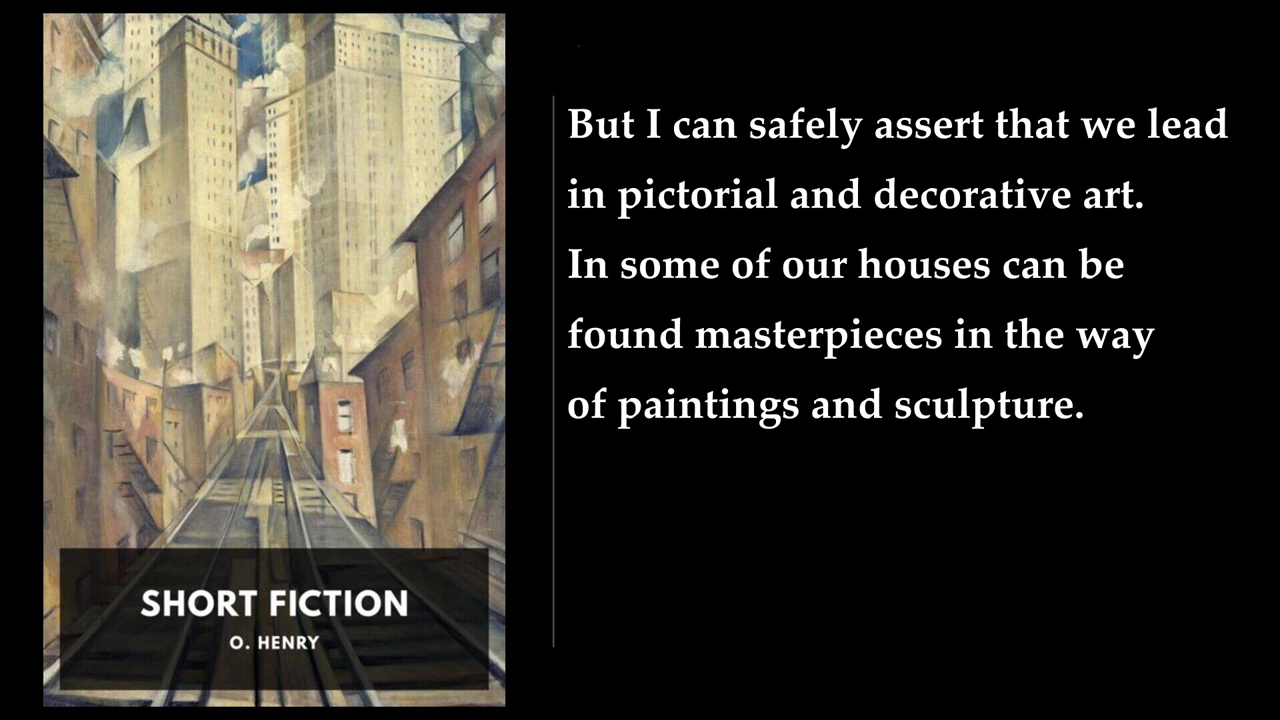 SHORT FICTION
O. HENRY
But I can safely assert that we lead
in pictorial and decorative art.
In some of our houses can be
found masterpieces in the way
of paintings and sculpture.